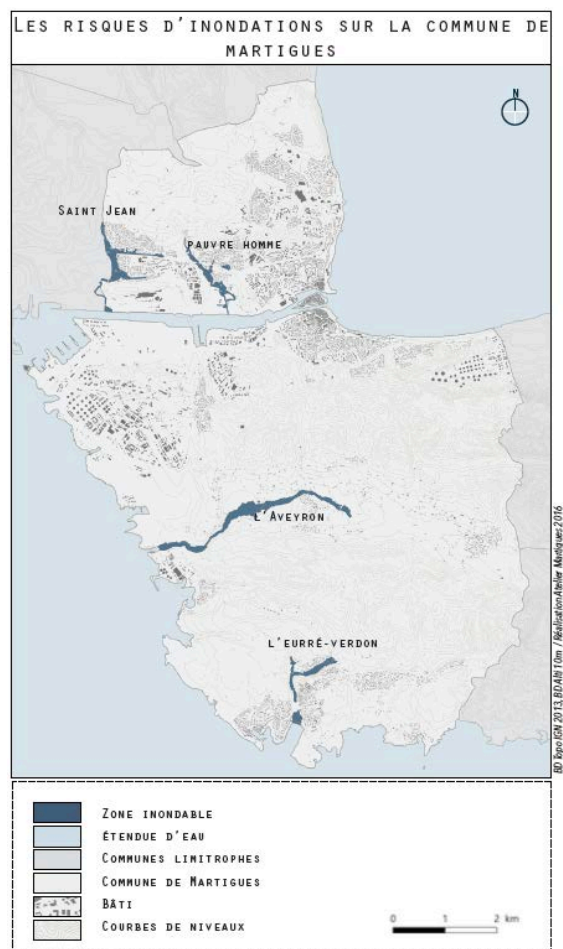 LES RISQUES D'INONDATIONS SUR LA COMMUNE DE
MARTIGUES
N
SAINT JEAN
PAUVRE HOMME
L'AVEYRON
L'EURRÉ-VERDON
BD Topo IGN 2013, BD Alti 10m / Réalisation Atelier Martigues 2016
ZONE INONDABLE
ÉTENDUE D'EAU
COMMUNES LIMITROPHES
COMMUNE DE MARTIGUES
BÂTI
COURBES DE NIVEAUX
0 1 2 km